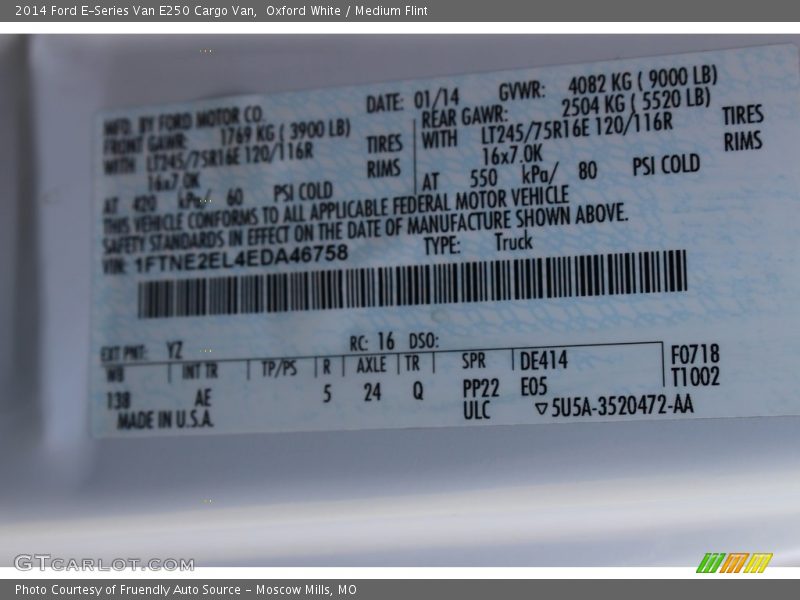 2014 Ford E-Series Van E250 Cargo Van, Oxford White / Medium Flint
MFD. BY FORD MOTOR CO.
DATE: 01/14
GVWR: 4082 KG ( 9000 LB)
FRONT GAWR: 1769 KG ( 3900 LB)
REAR GAWR: 2504 KG ( 5520 LB)
WITH LT245/75R16E 120/116R TIRES
WITH LT245/75R16E 120/116R TIRES
16x7.0K RIMS
16x7.0K RIMS
AT 420 kPa/ 60 PSI COLD
AT 550 kPa/ 80 PSI COLD
THIS VEHICLE CONFORMS TO ALL APPLICABLE FEDERAL MOTOR VEHICLE
SAFETY STANDARDS IN EFFECT ON THE DATE OF MANUFACTURE SHOWN ABOVE.
VIN: 1FTNE2EL4EDA46758
TYPE: Truck
EXT PNT: YZ RC: 16 DSO:
WB INT TR TP/PS R AXLE TR SPR DE414 F0718
138 AE 5 24 Q PP22 E05 T1002
MADE IN U.S.A. ULC ▽5U5A-3520472-AA
GTCARLOT.COM
Photo Courtesy of Fruendly Auto Source - Moscow Mills, MO